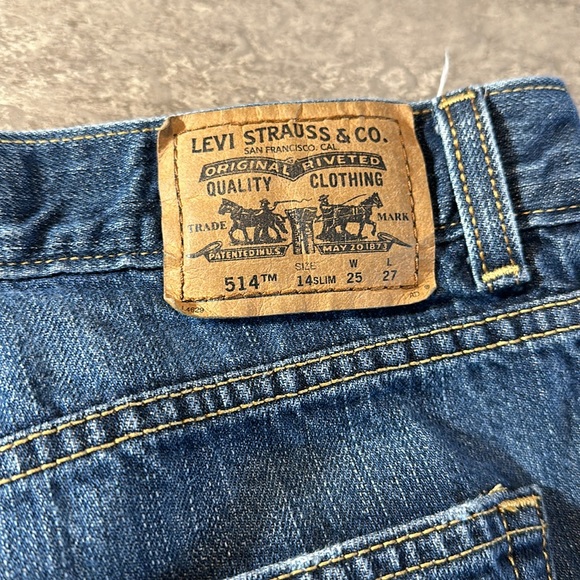 LEVI STRAUSS & CO.
SAN FRANCISCO, CAL.
ORIGINAL RIVETED
QUALITY CLOTHING
TRADE MARK
PATENTED IN U.S. MAY 20 1873
SIZE W L
514™ 14SLIM 25 27